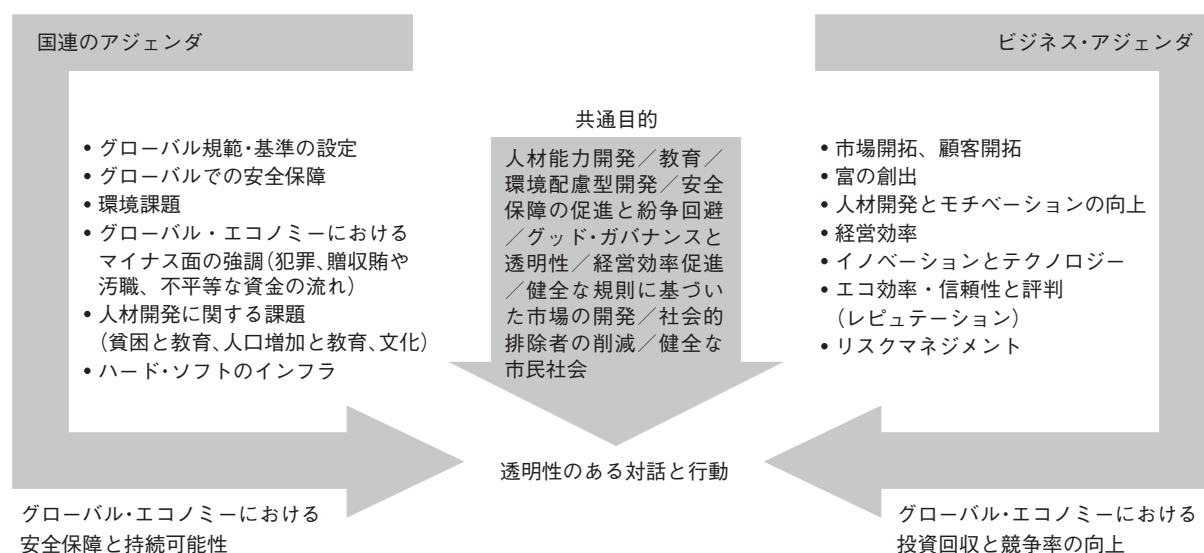 国連のアジェンダ
ビジネス・アジェンダ
• グローバル規範・基準の設定
• グローバルでの安全保障
• 環境課題
• グローバル・エコノミーにおける
マイナス面の強調(犯罪、贈収賄や
汚職、不平等な資金の流れ)
• 人材開発に関する課題
(貧困と教育、人口増加と教育、文化)
• ハード・ソフトのインフラ
共通目的
人材能力開発/教育/
環境配慮型開発/安全
保障の促進と紛争回避
/グッド・ガバナンスと
透明性/経営効率促進
/健全な規則に基づい
た市場の開発/社会的
排除者の削減/健全な
市民社会
• 市場開拓、顧客開拓
• 富の創出
• 人材開発とモチベーションの向上
• 経営効率
• イノベーションとテクノロジー
• エコ効率・信頼性と評判
(レピュテーション)
• リスクマネジメント
透明性のある対話と行動
グローバル・エコノミーにおける
安全保障と持続可能性
グローバル・エコノミーにおける
投資回収と競争率の向上